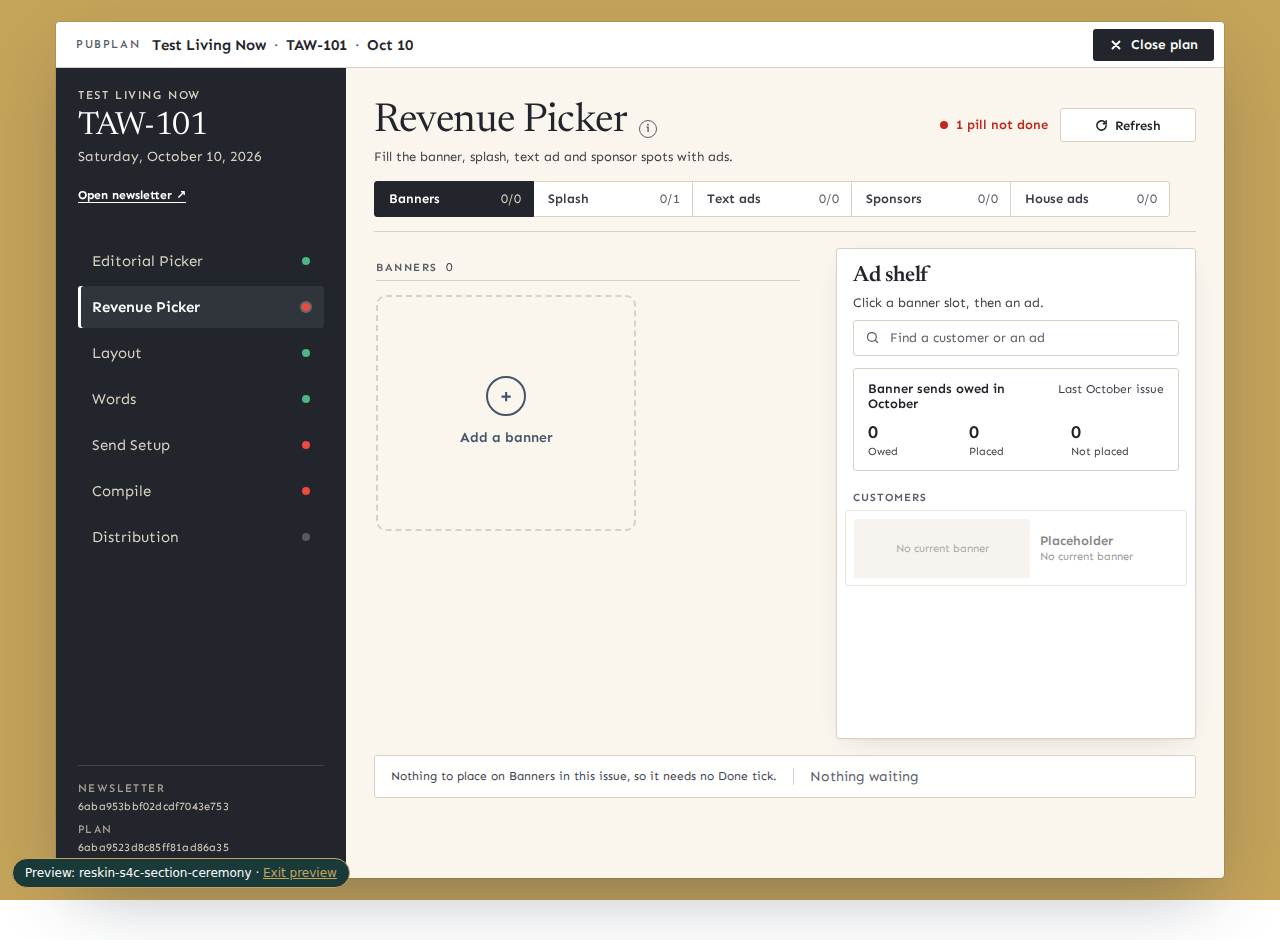 PUBPLAN Test Living Now · TAW-101 · Oct 10
Close plan
TEST LIVING NOW
TAW-101
Saturday, October 10, 2026
Open newsletter ↗
Editorial Picker
Revenue Picker
Layout
Words
Send Setup
Compile
Distribution
NEWSLETTER
6aba953bbf02dcdf7043e753
PLAN
6aba9523d8c85ff81ad86a35
Revenue Picker i
1 pill not done
Refresh
Fill the banner, splash, text ad and sponsor spots with ads.
Banners 0/0
Splash 0/1
Text ads 0/0
Sponsors 0/0
House ads 0/0
BANNERS 0
+
Add a banner
Ad shelf
Click a banner slot, then an ad.
Find a customer or an ad
Banner sends owed in
October
Last October issue
0 0 0
Owed Placed Not placed
CUSTOMERS
No current banner
Placeholder
No current banner
Nothing to place on Banners in this issue, so it needs no Done tick.
Nothing waiting
Preview: reskin-s4c-section-ceremony · Exit preview